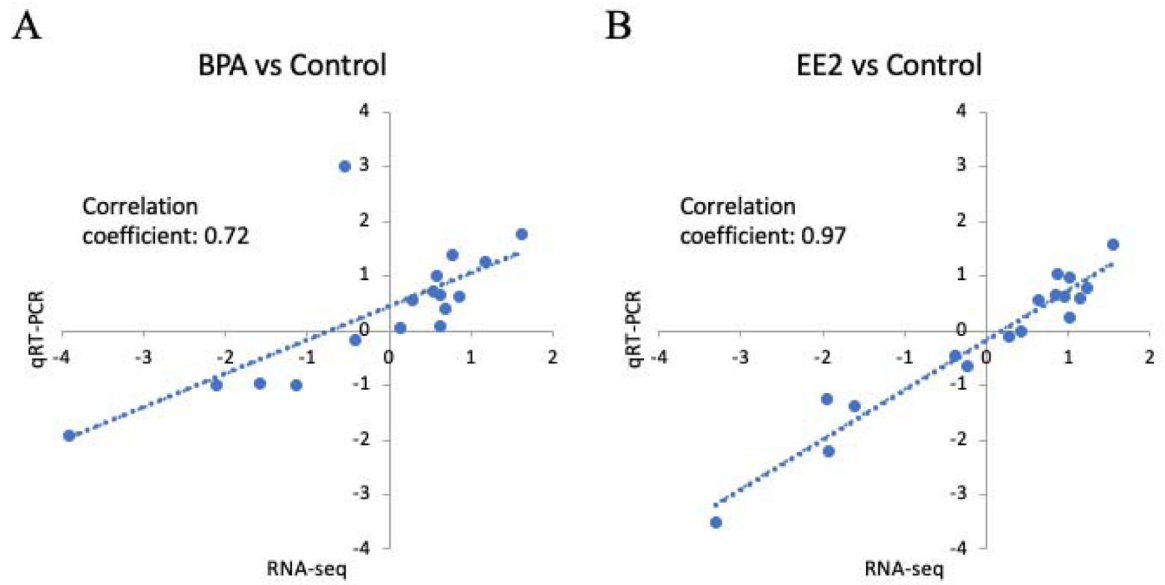 A
BPA vs Control
4
3
2
1
0
-1
-2
-3
-4
-4 -3 -2 -1 0 1 2
Correlation
coefficient: 0.72
qRT-PCR
RNA-seq
B
EE2 vs Control
4
3
2
1
0
-1
-2
-3
-4
-4 -3 -2 -1 0 1 2
Correlation
coefficient: 0.97
qRT-PCR
RNA-seq